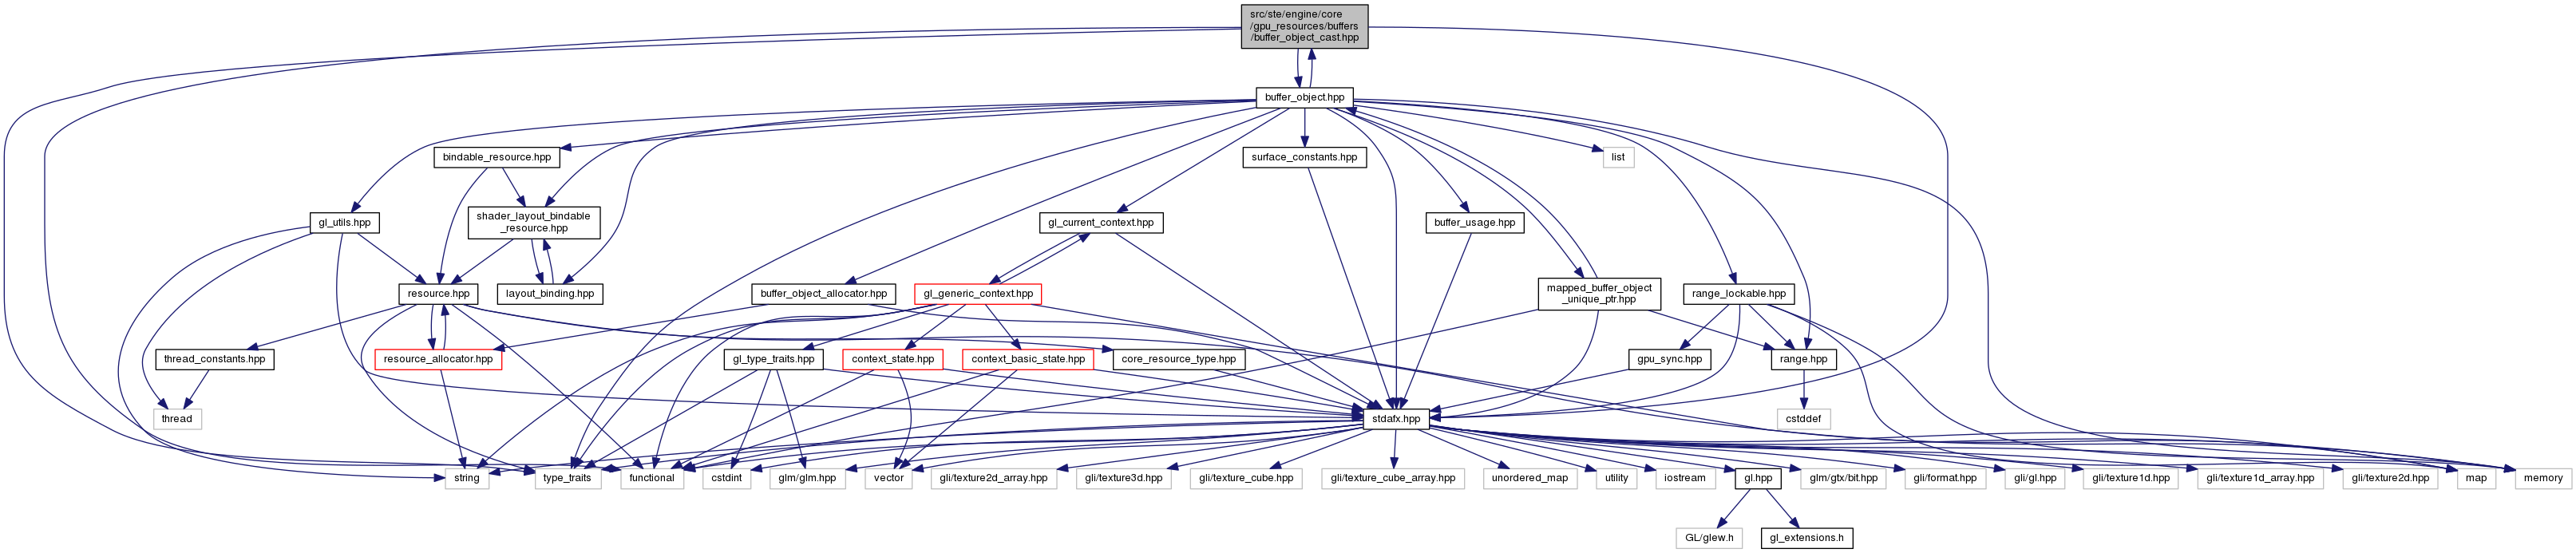 src/ste/engine/core
/gpu_resources/buffers
/buffer_object_cast.hpp
buffer_object.hpp
bindable_resource.hpp
surface_constants.hpp
list
gl_utils.hpp
shader_layout_bindable
_resource.hpp
gl_current_context.hpp
buffer_usage.hpp
resource.hpp
layout_binding.hpp
buffer_object_allocator.hpp
gl_generic_context.hpp
mapped_buffer_object
_unique_ptr.hpp
range_lockable.hpp
thread_constants.hpp
resource_allocator.hpp
gl_type_traits.hpp
context_state.hpp
context_basic_state.hpp
core_resource_type.hpp
gpu_sync.hpp
range.hpp
thread
stdafx.hpp
cstddef
string
type_traits
functional
cstdint
glm/glm.hpp
vector
gli/texture2d_array.hpp
gli/texture3d.hpp
gli/texture_cube.hpp
gli/texture_cube_array.hpp
unordered_map
utility
iostream
gl.hpp
glm/gtx/bit.hpp
gli/format.hpp
gli/gl.hpp
gli/texture1d.hpp
gli/texture1d_array.hpp
gli/texture2d.hpp
map
memory
GL/glew.h
gl_extensions.h